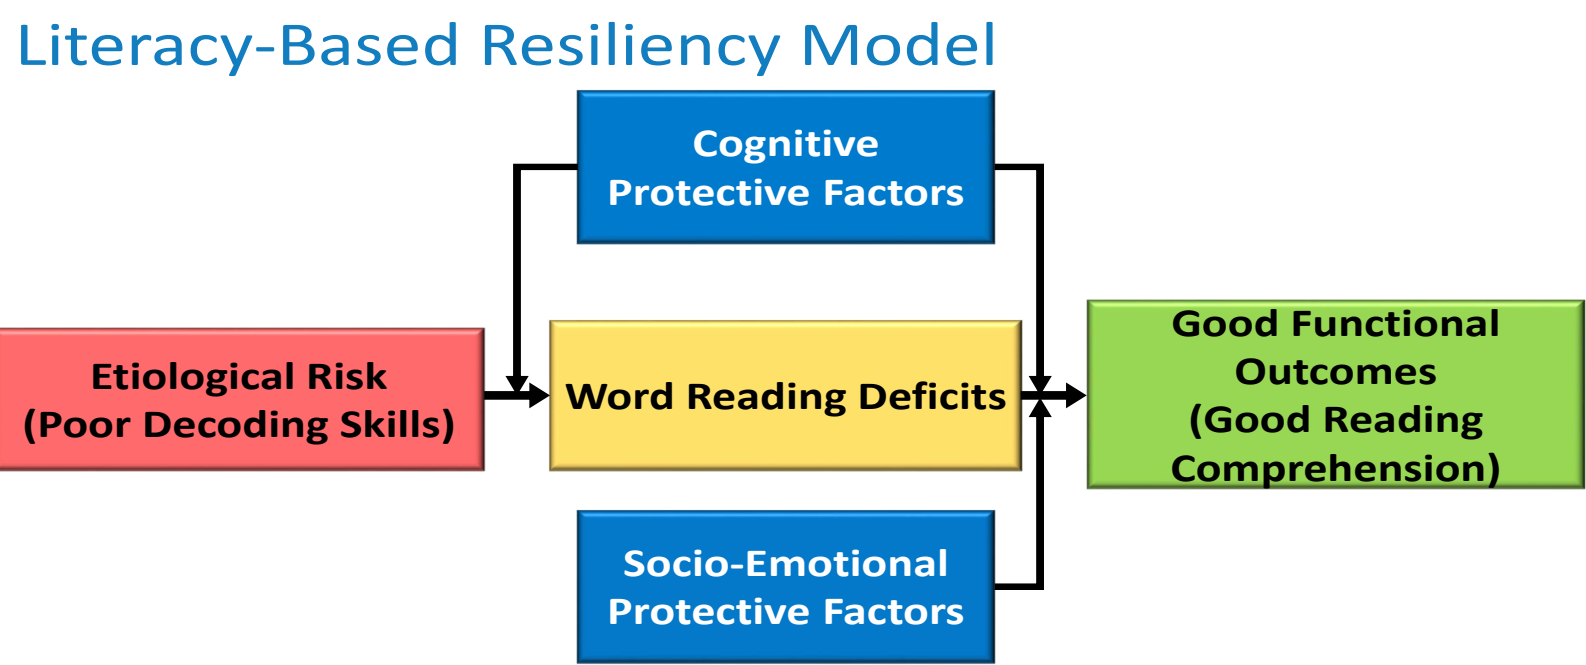 Literacy-Based Resiliency Model
Cognitive
Protective Factors
Etiological Risk
(Poor Decoding Skills)
Word Reading Deficits
Good Functional
Outcomes
(Good Reading
Comprehension)
Socio-Emotional
Protective Factors